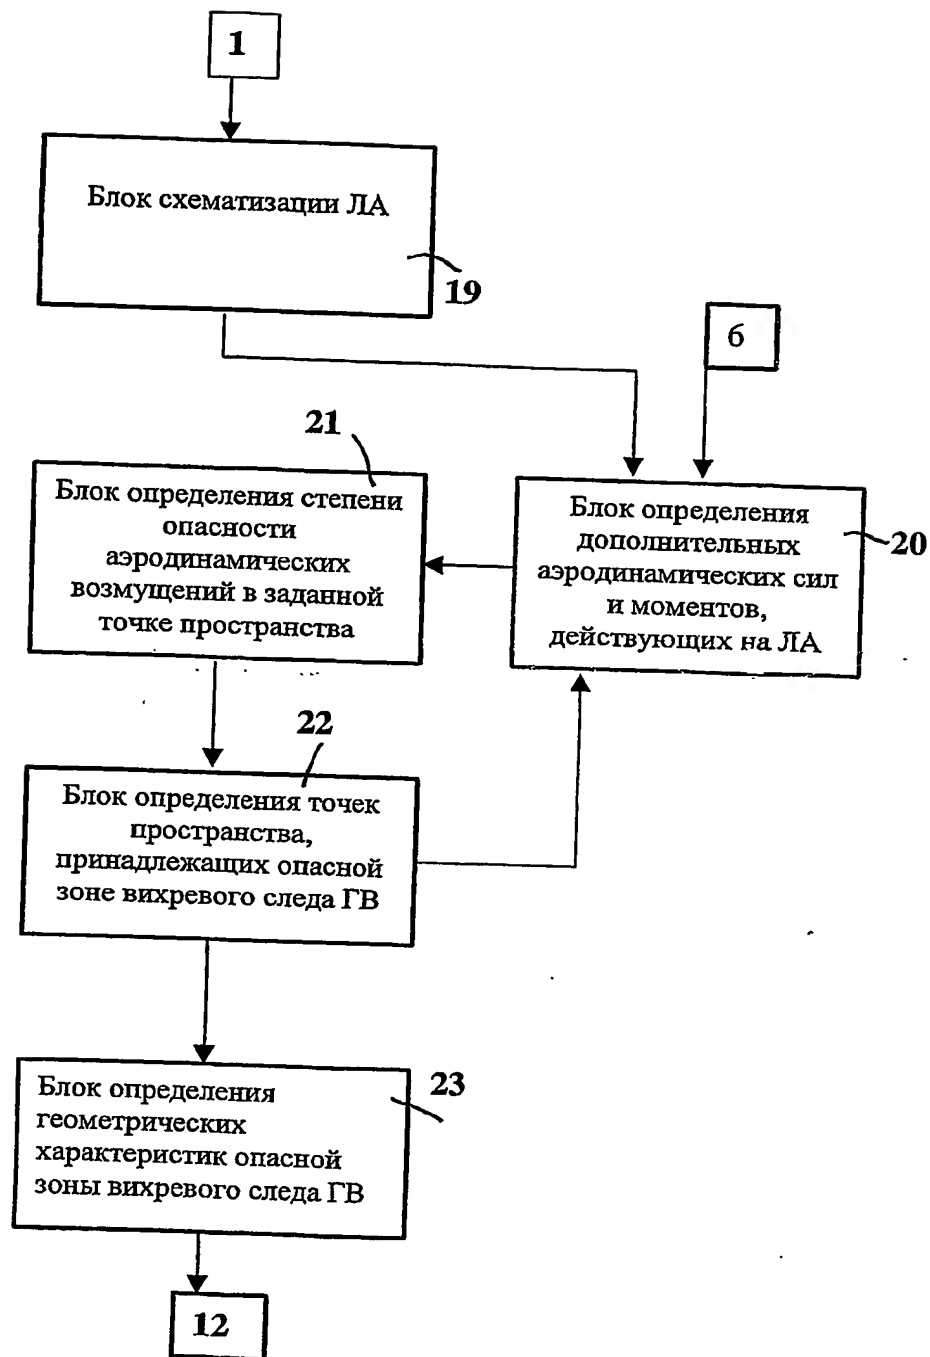 1
Блок схематизации ЛА
19
6
21
Блок определения степени
опасности
аэродинамических
возмущений в заданной
точке пространства
Блок определения
дополнительных
аэродинамических сил
и моментов,
действующих на ЛА
20
22
Блок определения точек
пространства,
принадлежащих опасной
зоне вихревого следа ГВ
23
Блок определения
геометрических
характеристик опасной
зоны вихревого следа ГВ
12